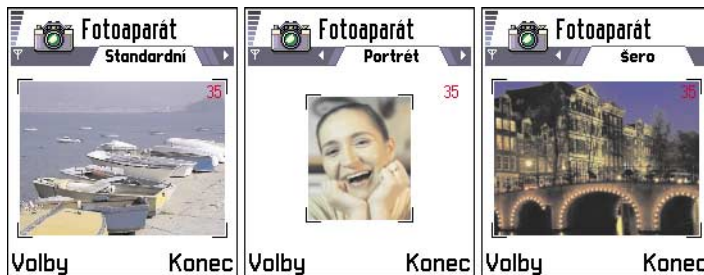 Fotoaparát
Standardní
35
Volby Konec
Fotoaparát
Portrét
35
Volby Konec
Fotoaparát
šero
35
Volby Konec